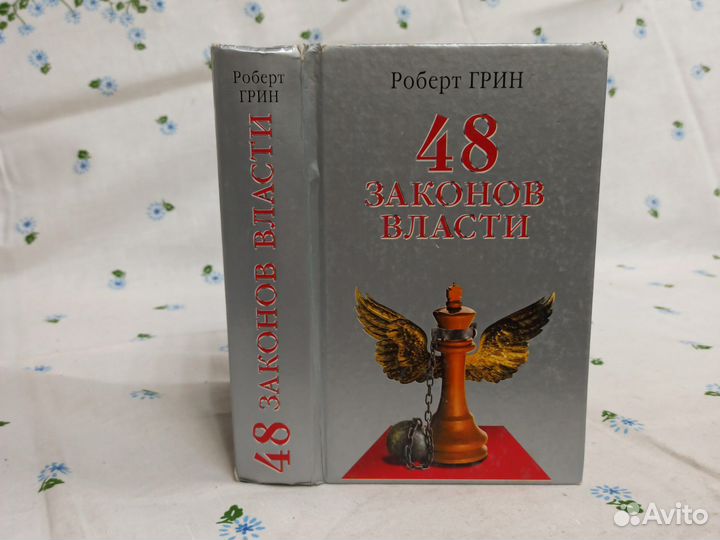 Роберт
ГРИН
48 ЗАКОНОВ ВЛАСТИ
Роберт ГРИН
48
ЗАКОНОВ
ВЛАСТИ
Avito